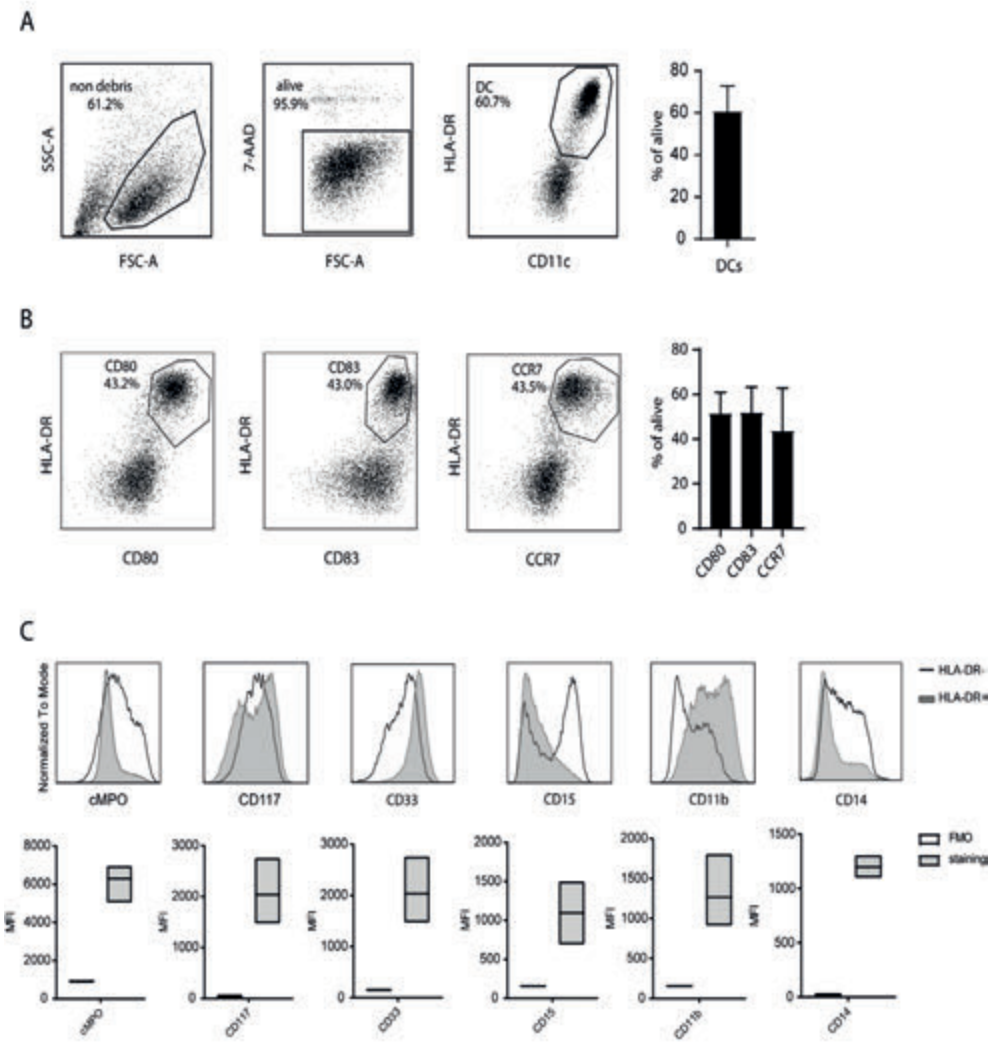 A
SSC-A
non debris
61.2%
FSC-A
7-AAD
alive
95.9%
FSC-A
HLA-DR
DC
60.7%
CD11c
% of alive
80
60
40
20
0
DCs
B
HLA-DR
CD80
43.2%
CD80
HLA-DR
CD83
43.0%
CD83
HLA-DR
CCR7
43.5%
CCR7
% of alive
80
60
40
20
0
CD80
CD83
CCR7
C
Normalized To Mode
cMPO
CD117
CD33
CD15
CD11b
CD14
HLA-DR-
HLA-DR+
MFI
8000
6000
4000
2000
0
cMPO
MFI
3000
2000
1000
0
CD117
MFI
3000
2000
1000
0
CD33
MFI
2000
1500
1000
500
0
CD15
MFI
2000
1500
1000
500
0
CD11b
MFI
1500
1000
500
0
CD14
FMO
staining